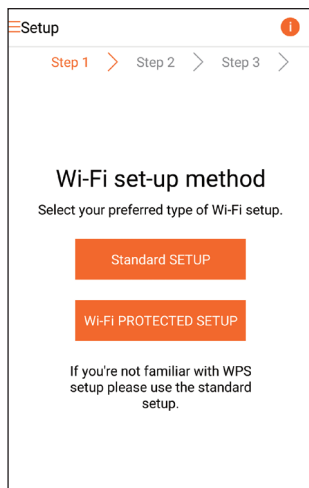 Setup
i
Step 1 Step 2 Step 3
Wi-Fi set-up method
Select your preferred type of Wi-Fi setup.
Standard SETUP
Wi-Fi PROTECTED SETUP
If you're not familiar with WPS
setup please use the standard
setup.